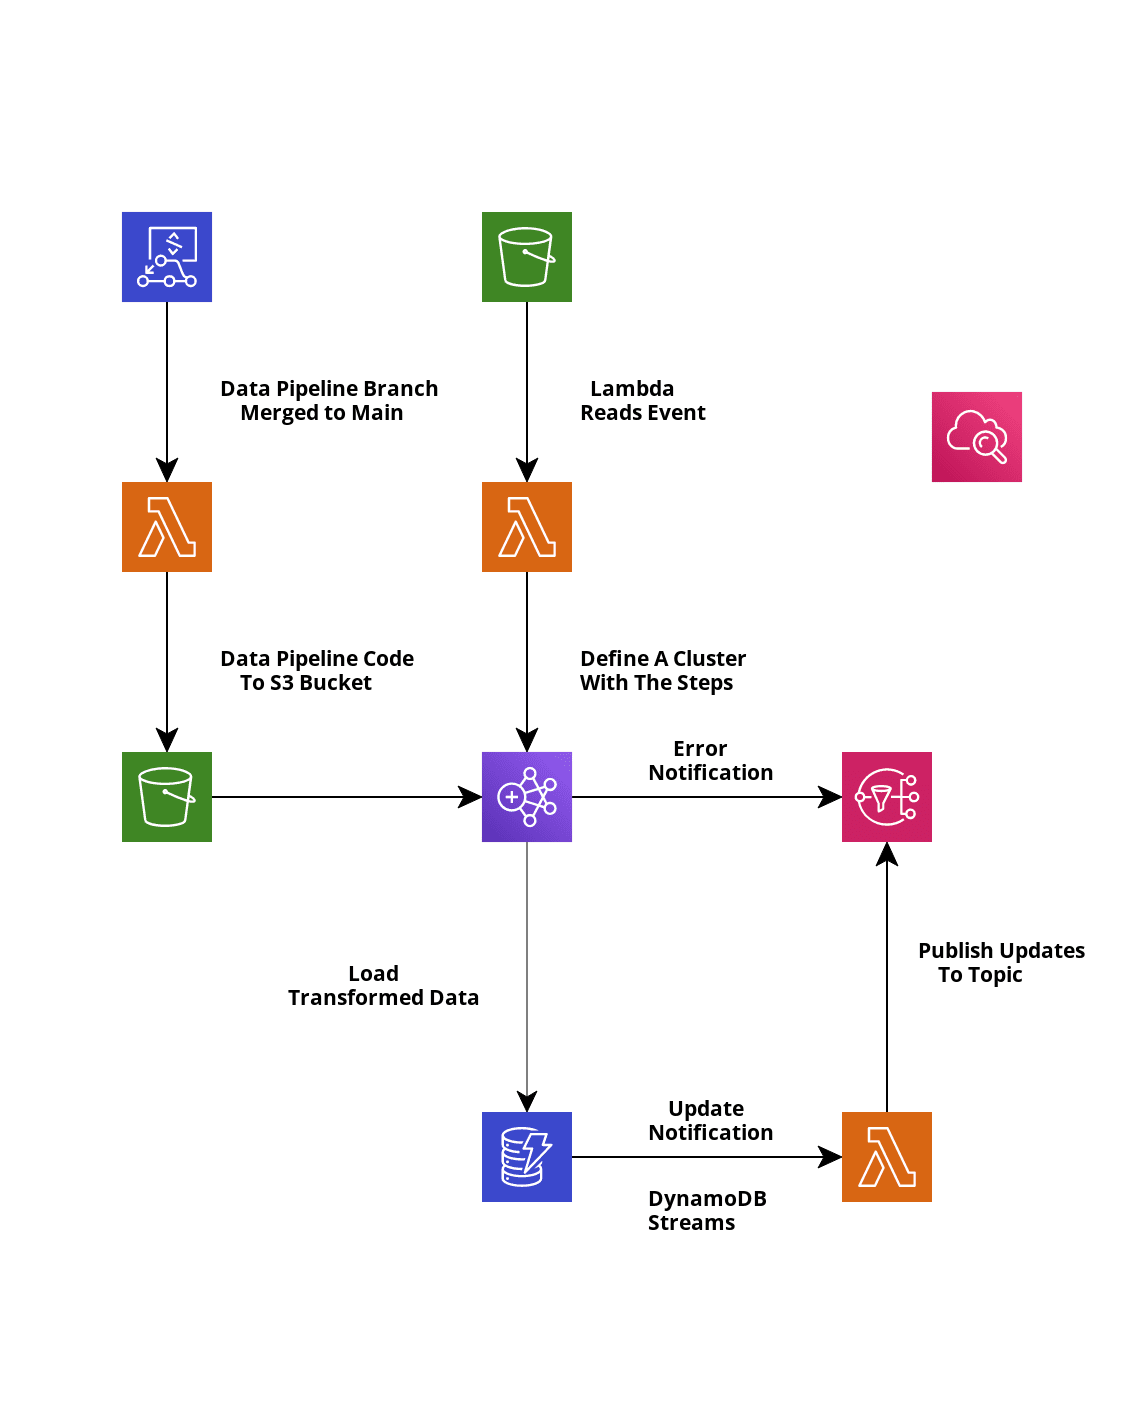 Data Pipeline Branch
Merged to Main
Lambda
Reads Event
Data Pipeline Code
To S3 Bucket
Define A Cluster
With The Steps
Error
Notification
Load
Transformed Data
Publish Updates
To Topic
Update
Notification
DynamoDB
Streams